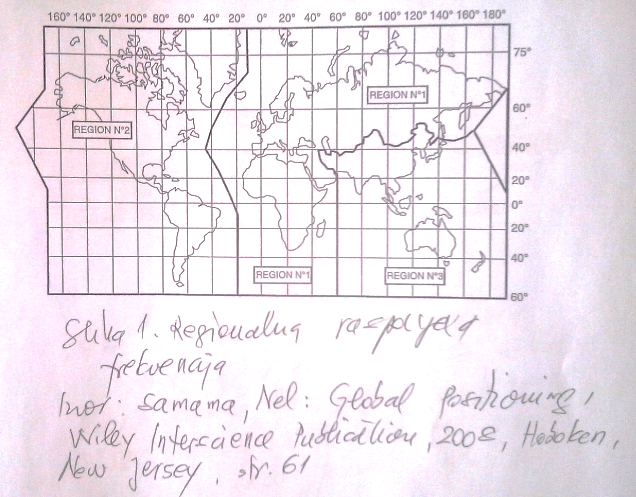 160° 140° 120° 100° 80° 60° 40° 20° 0° 20° 40° 60° 80° 100° 120° 140° 160° 180°
75°
REGION N°1
60°
REGION N°2
40°
20°
0°
20°
REGION N°1 REGION N°3
40°
60°
Slika 1. Regionalna raspodjela
frekvencija
Izvor: Samama, Nel: Global Positioning,
Wiley Interscience Publication, 2008, Hoboken,
New Jersey, str. 61